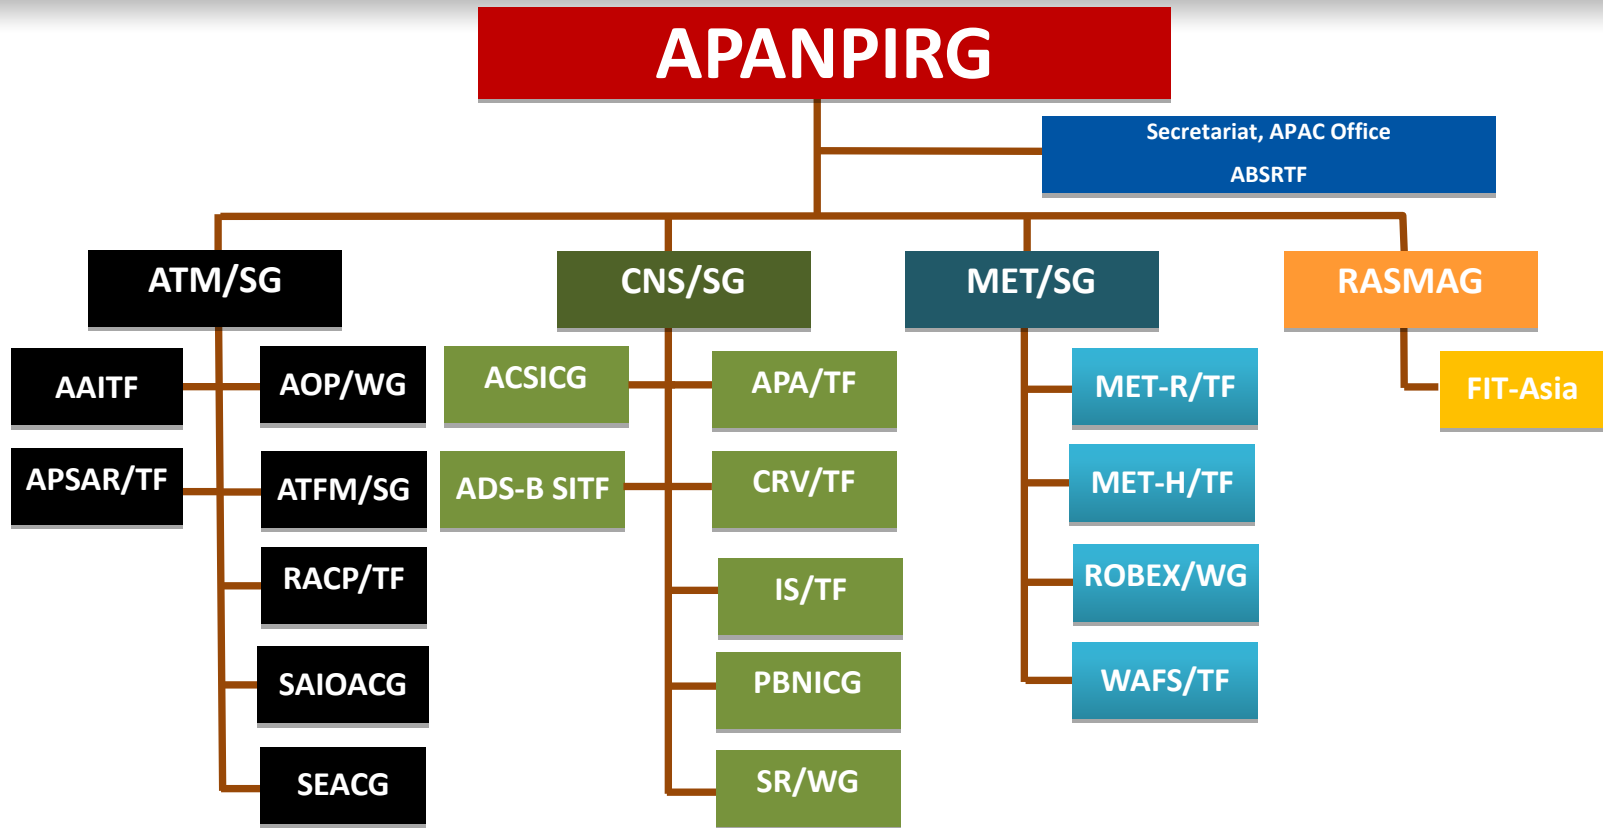 APANPIRG
Secretariat, APAC Office
ABSRTF
ATM/SG
CNS/SG
MET/SG
RASMAG
AAITF
AOP/WG
APSAR/TF
ATFM/SG
RACP/TF
SAIOACG
SEACG
ACSICG
APA/TF
ADS-B SITF
CRV/TF
IS/TF
PBNICG
SR/WG
MET-R/TF
MET-H/TF
ROBEX/WG
WAFS/TF
FIT-Asia